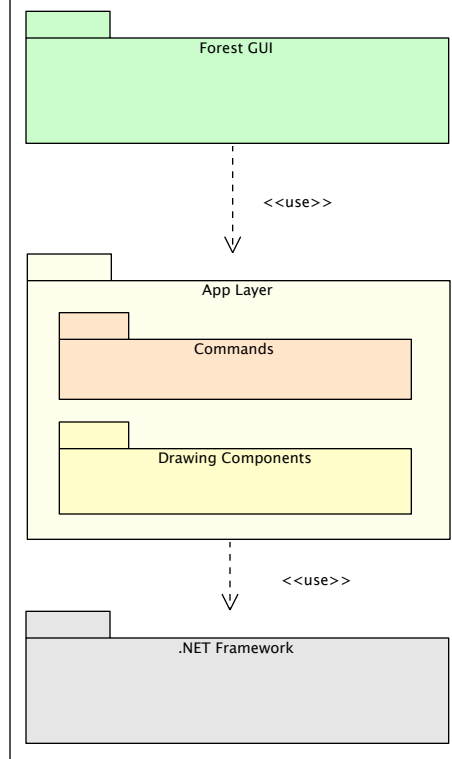 Forest GUI
<<use>>
App Layer
Commands
Drawing Components
<<use>>
.NET Framework